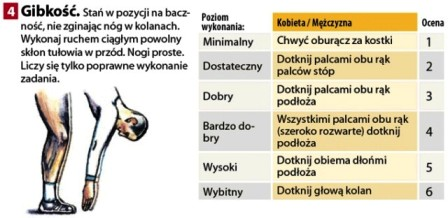 4 Gibkość. Stań w pozycji na bacz-
ność, nie zginając nóg w kolanach.
Wykonaj ruchem ciągłym powolny
skłon tułowia w przód. Nogi proste.
Liczy się tylko poprawne wykonanie
zadania.
Poziom wykonania: Kobieta / Mężczyzna Ocena
Minimalny Chwyć oburącz za kostki 1
Dostateczny Dotknij palcami obu rąk
palców stóp 2
Dobry Dotknij palcami obu rąk
podłoża 3
Bardzo do-
bry Wszystkimi palcami obu rąk
(szeroko rozwarte) dotknij
podłoża 4
Wysoki Dotknij obiema dłońmi
podłoża 5
Wybitny Dotknij głową kolan 6